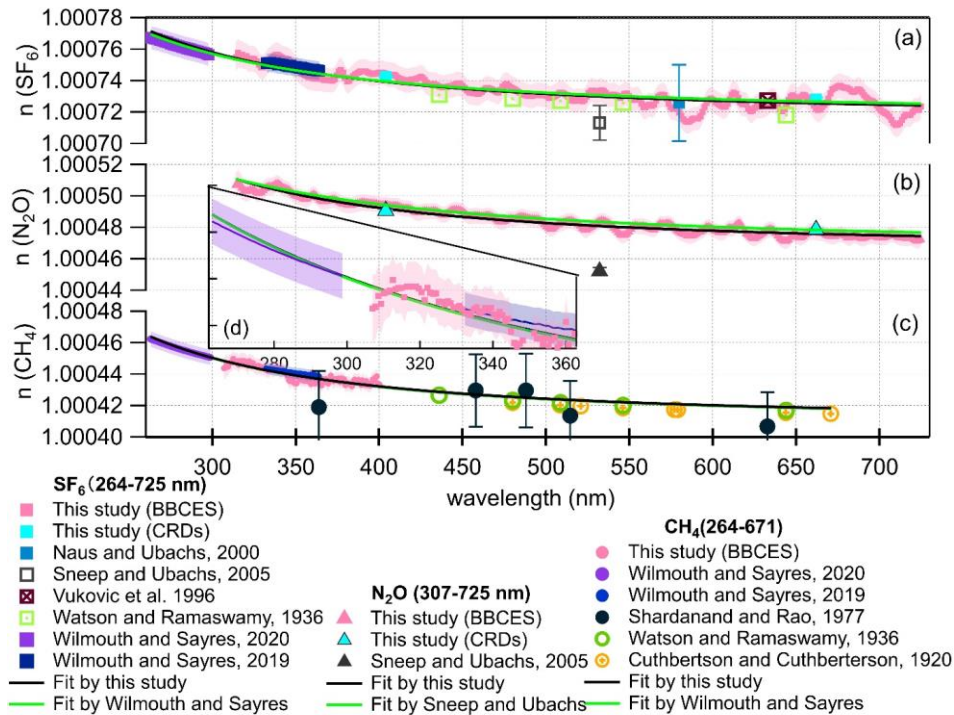 1.00078
1.00076
1.00074
1.00072
1.00070
n (SF6)
(a)
1.00052
1.00050
1.00048
1.00046
1.00044
n (N2O)
(b)
(d)
280 300 320 340 360
1.00048
1.00046
1.00044
1.00042
1.00040
n (CH4)
(c)
300 350 400 450 500 550 600 650 700
wavelength (nm)
SF6 (264-725 nm)
This study (BBCES)
This study (CRDs)
Naus and Ubachs, 2000
Sneep and Ubachs, 2005
Vukovic et al. 1996
Watson and Ramaswamy, 1936
Wilmouth and Sayres, 2020
Wilmouth and Sayres, 2019
Fit by this study
Fit by Wilmouth and Sayres
N2O (307-725 nm)
This study (BBCES)
This study (CRDs)
Sneep and Ubachs, 2005
Fit by this study
Fit by Sneep and Ubachs
CH4(264-671)
This study (BBCES)
Wilmouth and Sayres, 2020
Wilmouth and Sayres, 2019
Shardanand and Rao, 1977
Watson and Ramaswamy, 1936
Cuthbertson and Cuthberterson, 1920
Fit by this study
Fit by Wilmouth and Sayres